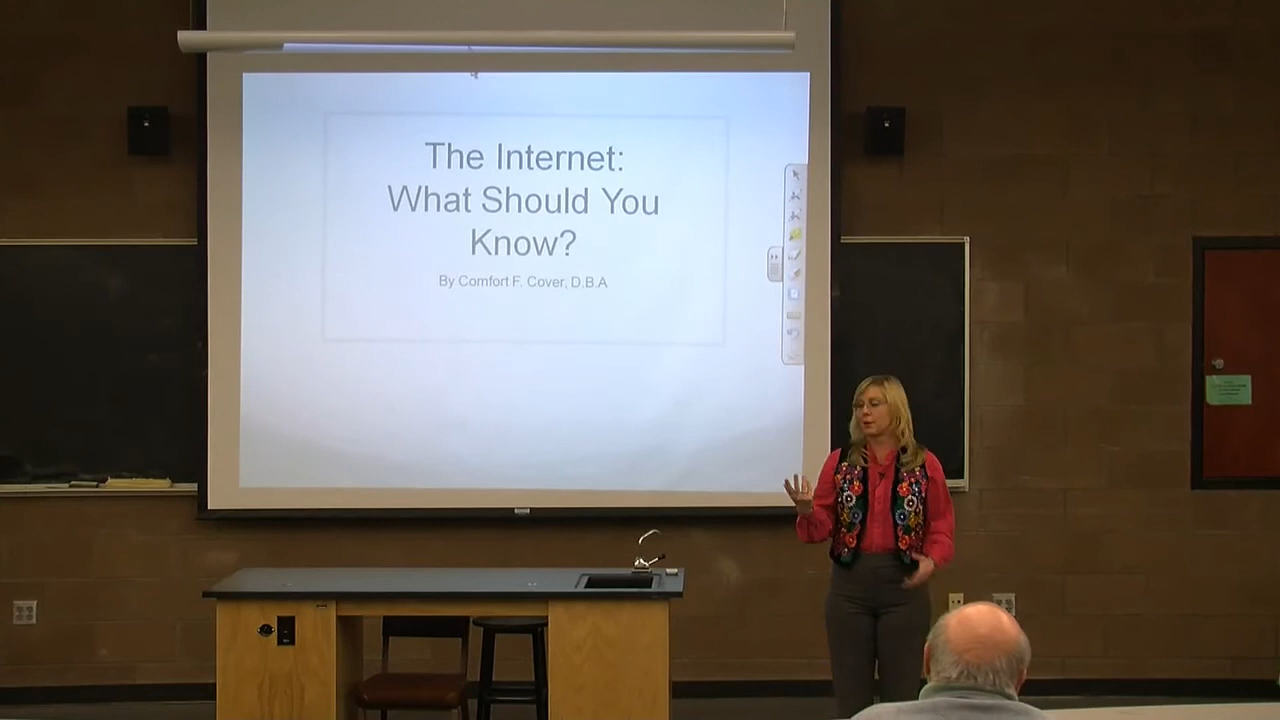 The Internet:
What Should You
Know?
By Comfort F. Cover, D.B.A